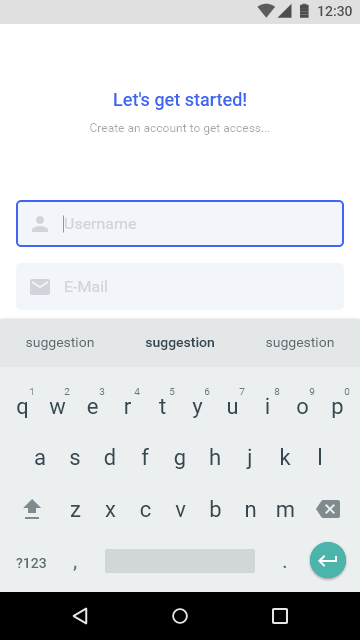 12:30
Let's get started!
Create an account to get access...
Username
E-Mail
suggestion suggestion suggestion
1 2 3 4 5 6 7 8 9 0
q w e r t y u i o p
a s d f g h j k l
z x c v b n m
?123 , .